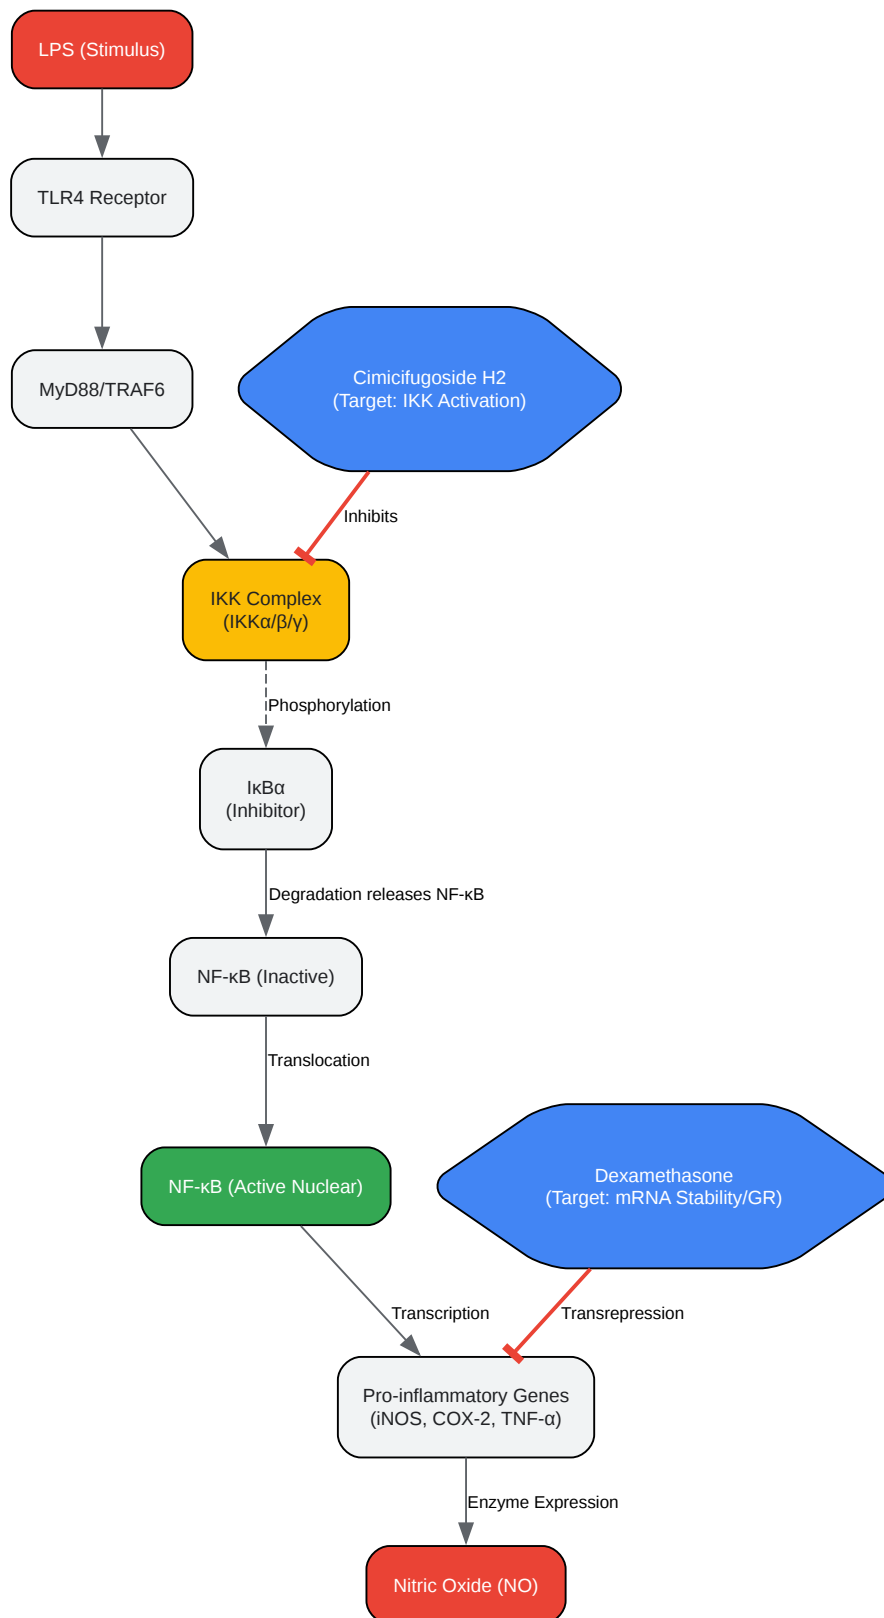 LPS (Stimulus)
TLR4 Receptor
MyD88/TRAF6
Cimicifugoside H2
(Target: IKK Activation)
Inhibits
IKK Complex
(IKKα/β/γ)
Phosphorylation
IκBα
(Inhibitor)
Degradation releases NF-κB
NF-κB (Inactive)
Translocation
NF-κB (Active Nuclear)
Dexamethasone
(Target: mRNA Stability/GR)
Transcription
Transrepression
Pro-inflammatory Genes
(iNOS, COX-2, TNF-α)
Enzyme Expression
Nitric Oxide (NO)